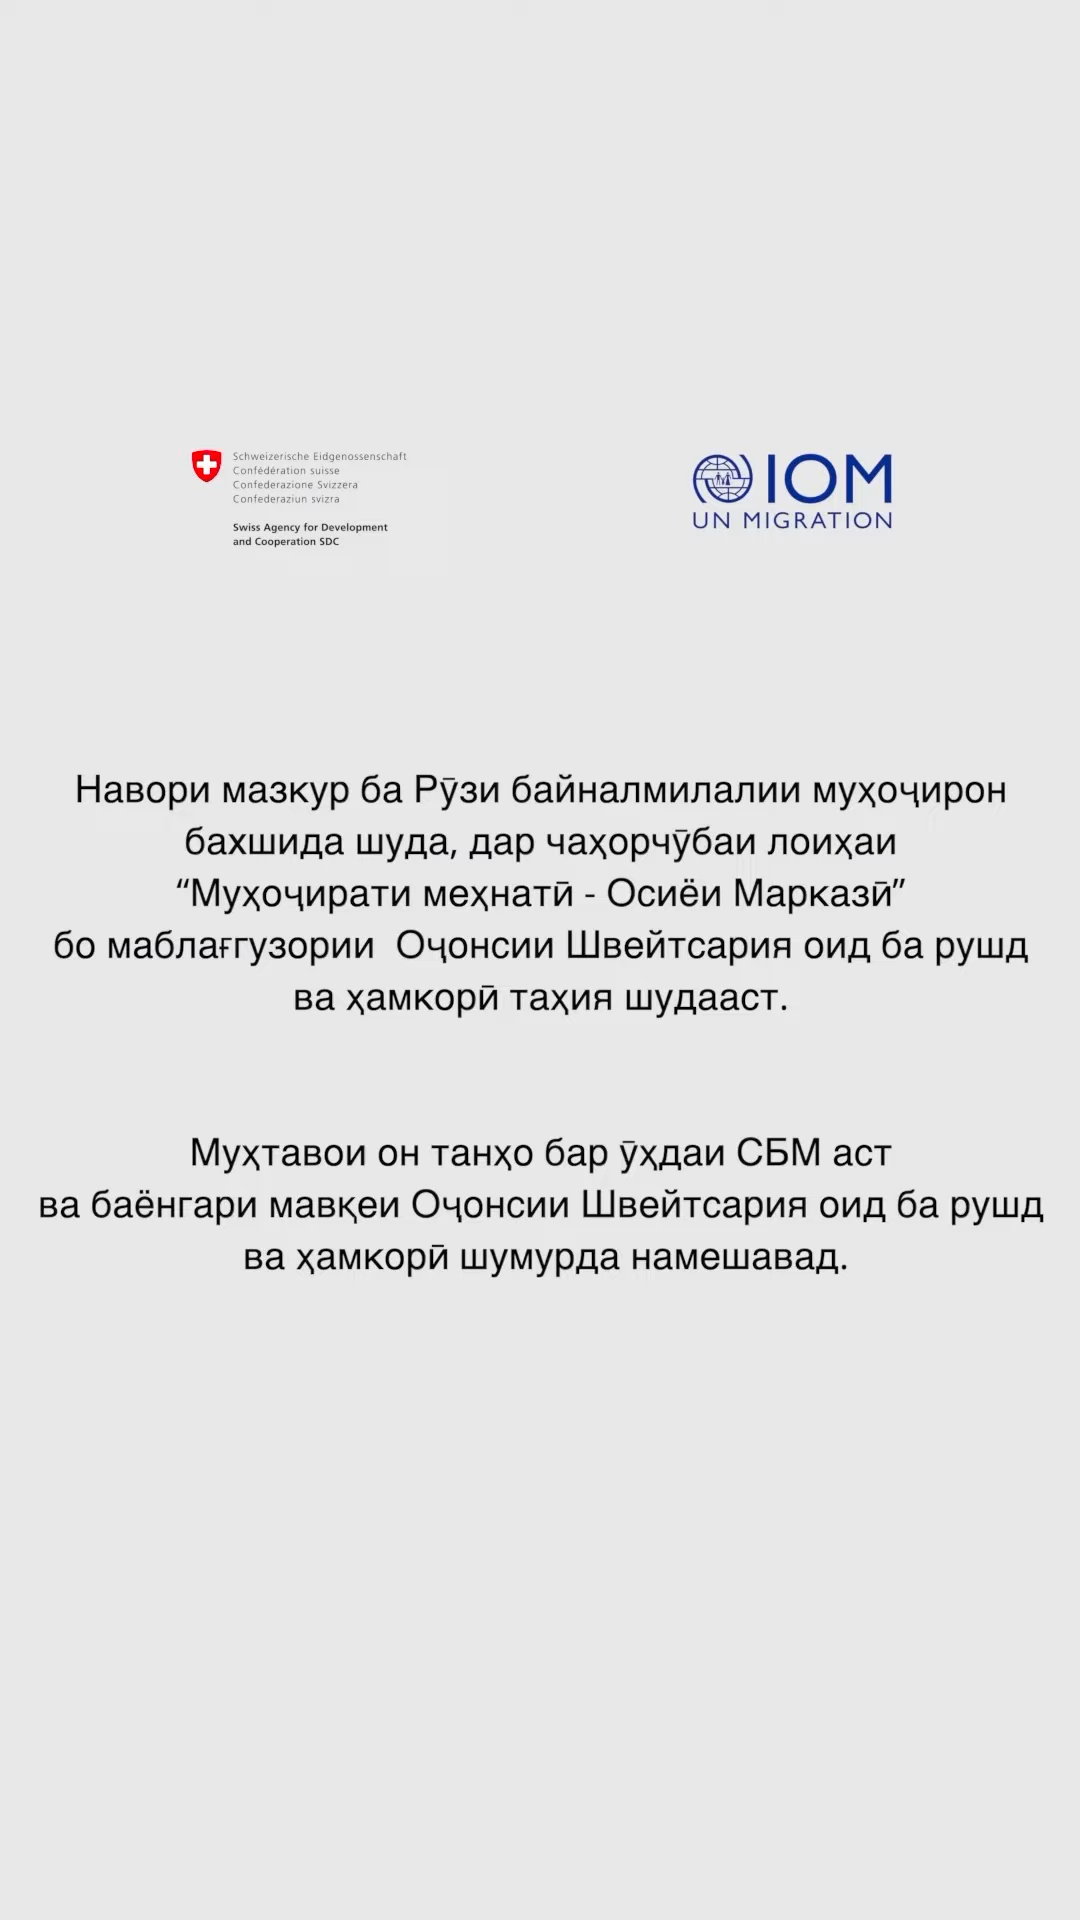 Schweizerische Eidgenossenschaft
Confédération suisse
Confederazione Svizzera
Confederaziun svizra
Swiss Agency for Development
and Cooperation SDC
IOM
UN MIGRATION
Навори мазкур ба Рӯзи байналмилалии муҳоҷирон
бахшида шуда, дар чаҳорчӯбаи лоиҳаи
“Муҳоҷирати меҳнатӣ - Осиёи Марказӣ”
бо маблағгузории Оҷонсии Швейтсария оид ба рушд
ва ҳамкорӣ таҳия шудааст.
Муҳтавои он танҳо бар ӯҳдаи СБМ аст
ва баёнгари мавқеи Оҷонсии Швейтсария оид ба рушд
ва ҳамкорӣ шумурда намешавад.